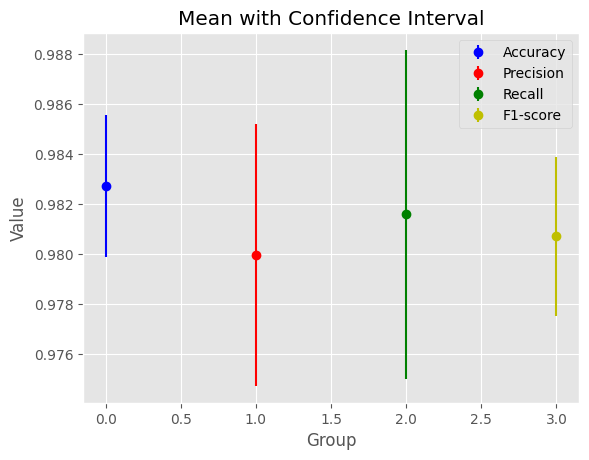 Mean with Confidence Interval
Value
0.988
0.986
0.984
0.982
0.980
0.978
0.976
Accuracy
Precision
Recall
F1-score
0.0 0.5 1.0 1.5 2.0 2.5 3.0
Group